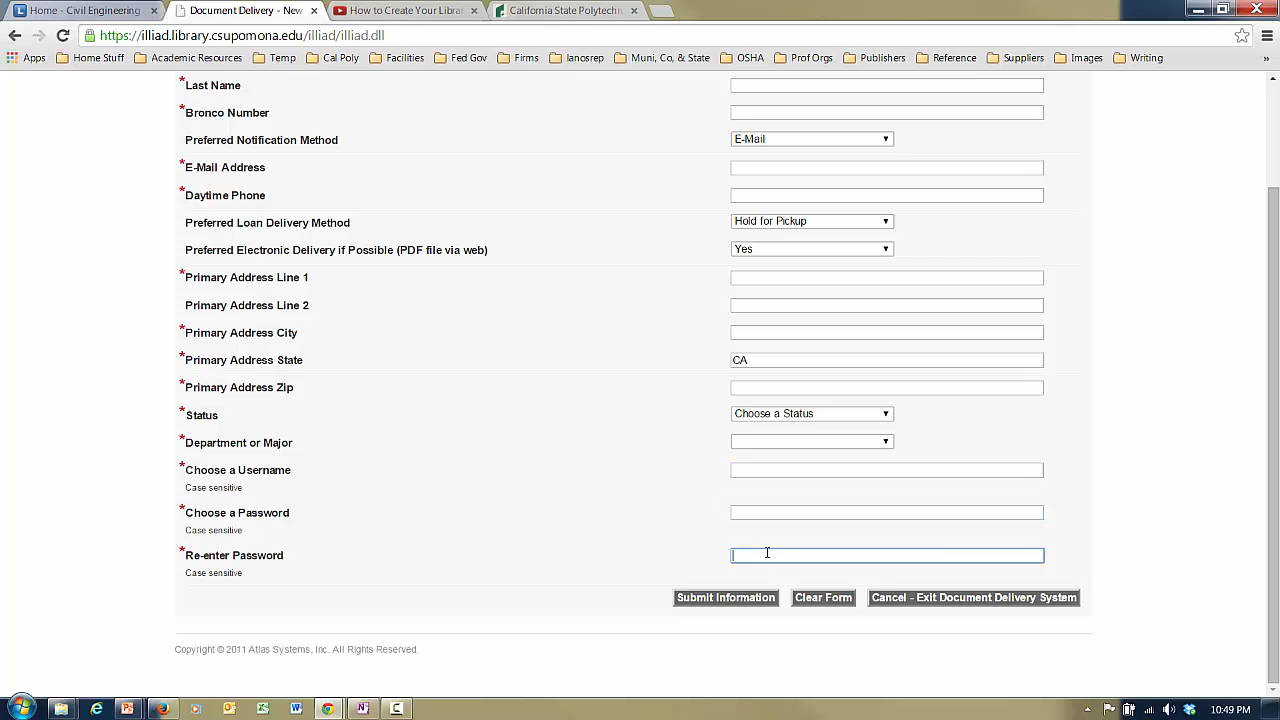 Home - Civil Engineering
Document Delivery - New
How to Create Your Librar
California State Polytechn
https://illiad.library.csupomona.edu/illiad/illiad.dll
Apps Home Stuff Academic Resources Temp Cal Poly Facilities Fed Gov Firms Ianosrep Muni, Co, & State OSHA Prof Orgs Publishers Reference Suppliers Images Writing »
*Last Name
*Bronco Number
Preferred Notification Method E-Mail
*E-Mail Address
*Daytime Phone
Preferred Loan Delivery Method Hold for Pickup
Preferred Electronic Delivery if Possible (PDF file via web) Yes
*Primary Address Line 1
Primary Address Line 2
*Primary Address City
*Primary Address State CA
*Primary Address Zip
*Status Choose a Status
*Department or Major
*Choose a Username
Case sensitive
*Choose a Password
Case sensitive
*Re-enter Password
Case sensitive
Submit Information Clear Form Cancel - Exit Document Delivery System
Copyright © 2011 Atlas Systems, Inc. All Rights Reserved.
10:49 PM